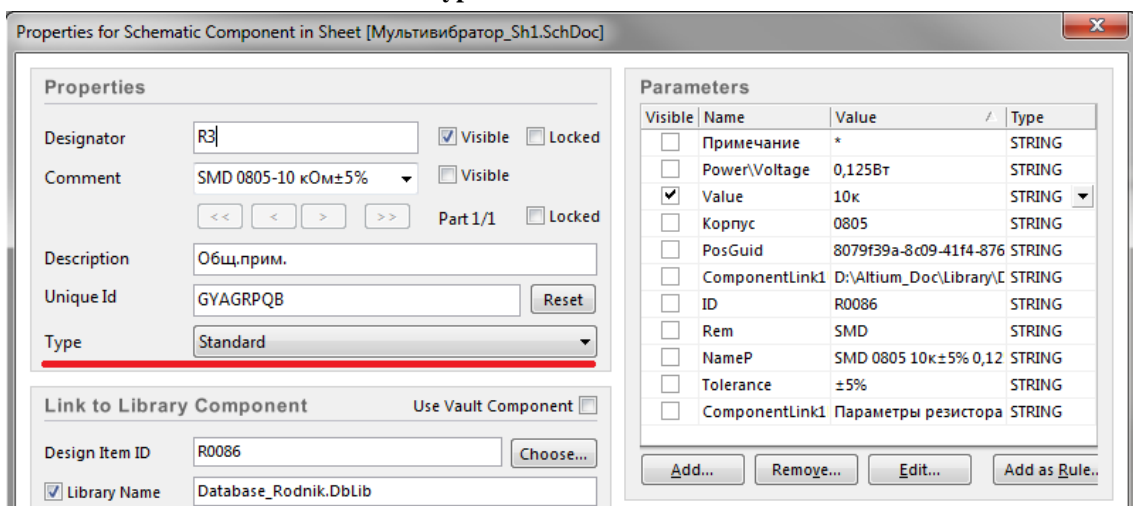 Properties for Schematic Component in Sheet [Мультивибратор_Sh1.SchDoc]
Properties
Designator R3 Visible Locked
Comment SMD 0805-10 кОм±5% Visible
<< < > >> Part 1/1 Locked
Description Общ.прим.
Unique Id GYAGRPQB Reset
Type Standard
Link to Library Component Use Vault Component
Design Item ID R0086 Choose...
Library Name Database_Rodnik.DbLib
Parameters
Visible Name Value Type
Примечание * STRING
Power\Voltage 0,125Вт STRING
Value 10к STRING
Корпус 0805 STRING
PosGuid 8079f39a-8c09-41f4-876 STRING
ComponentLink1 D:\Altium_Doc\Library\D STRING
ID R0086 STRING
Rem SMD STRING
NameP SMD 0805 10к±5% 0,12 STRING
Tolerance ±5% STRING
ComponentLink1 Параметры резистора STRING
Add... Remove... Edit... Add as Rule..